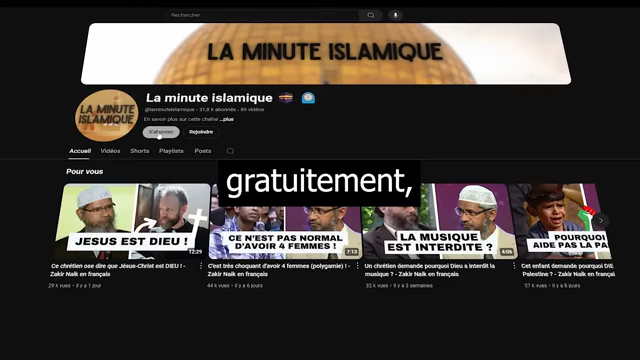 Rechercher
LA MINUTE ISLAMIQUE
LA MINUTE
ISLAMIQUE
La minute islamique
@laminuteislamique • 31,8 k abonnés • 89 vidéos
En savoir plus sur cette chaîne ...plus
S'abonner
Rejoindre
Accueil
Vidéos
Shorts
Playlists
Posts
Pour vous
gratuitement,
JESUS EST DIEU !
12:29
CE N'EST PAS NORMAL
D'AVOIR 4 FEMMES !
7:13
LA MUSIQUE
EST INTERDITE ?
4:06
POURQUOI
AIDE PAS LA PA
Ce chrétien ose dire que Jésus-Christ est DIEU ! -
Zakir Naik en français
29 k vues • il y a 1 jour
C'est très choquant d'avoir 4 femmes (polygamie) ! -
Zakir Naik en français
44 k vues • il y a 6 jours
Un chrétien demande pourquoi Dieu a interdit la
musique ? - Zakir Naik en français
32 k vues • il y a 3 semaines
Cet enfant demande pourquoi DIE
Palestine ? - Zakir Naik en françai
57 k vues • il y a 8 jours